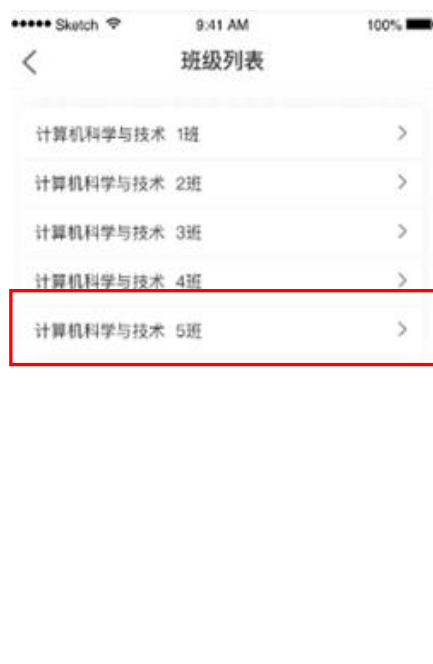 Sketch 9:41 AM 100%
班级列表
计算机科学与技术 1班
计算机科学与技术 2班
计算机科学与技术 3班
计算机科学与技术 4班
计算机科学与技术 5班